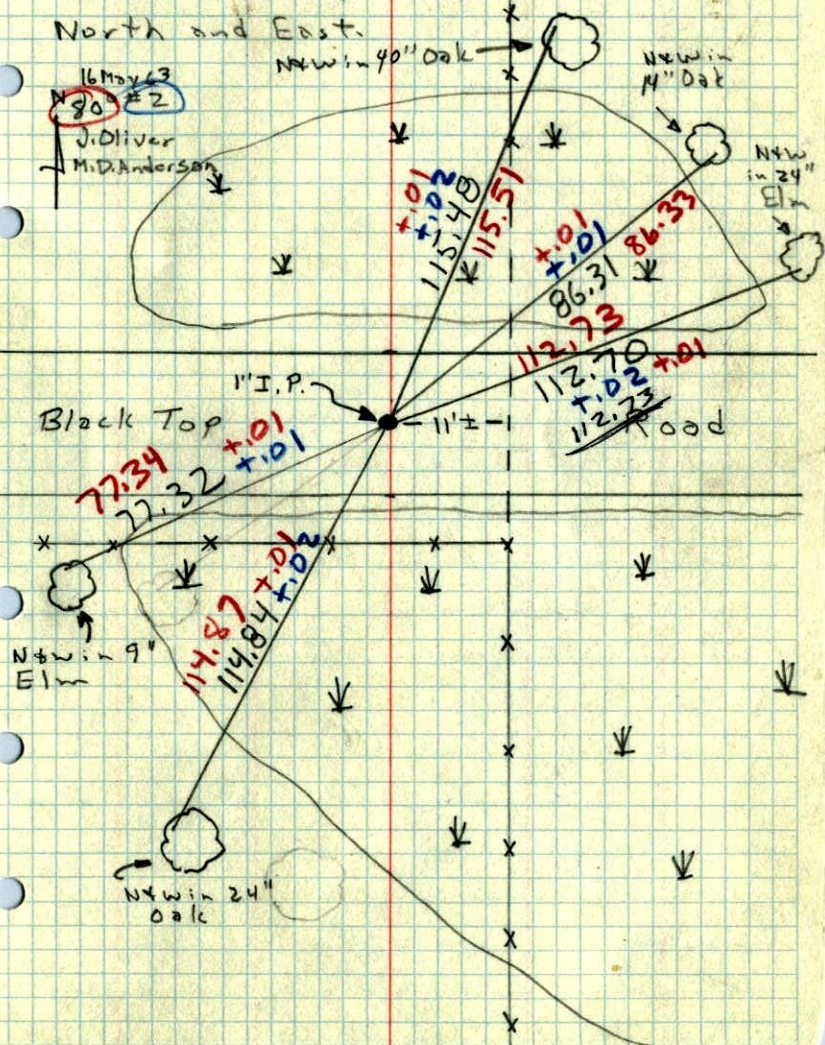 North and East.
N&W in 40" Oak
N&W in
14" Oak
16 May 63
N 80° #2
J. Oliver
M.D. Anderson
N&W
in 24"
Elm
+.01
+.02
115.48
115.51
+.01
+.01
86.31
86.33
112.73
112.70 +.01
+.02
112.73
1" I.P.
11'±
Black Top
Road
+.01
+.01
77.34
77.32
+.01
+.02
114.87
114.84
N&W in 9"
Elm
N&W in 24"
Oak